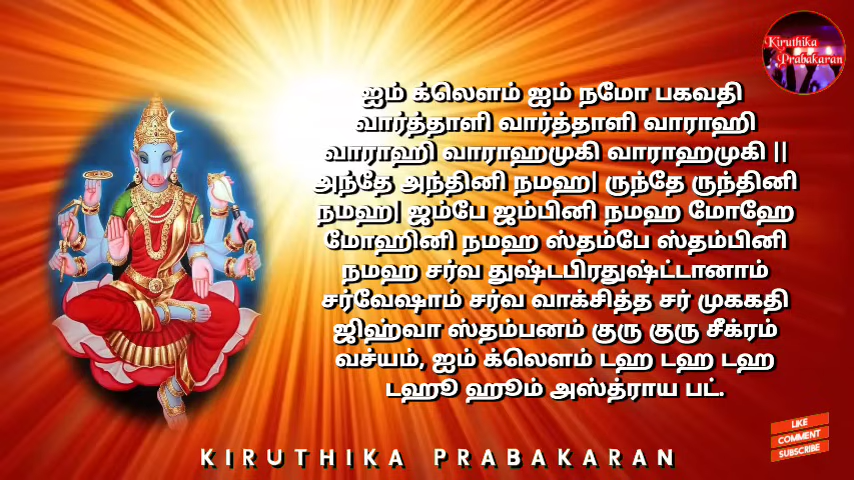 Kiruthika
Prabakaran
ஐம் க்லௌம் ஐம் நமோ பகவதி
வார்த்தாளி வார்த்தாளி வாராஹி
வாராஹி வாராஹமுகி வாராஹமுகி ||
அந்தே அந்தினி நமஹ| ருந்தே ருந்தினி
நமஹ| ஜம்பே ஜம்பினி நமஹ மோஹே
மோஹினி நமஹ ஸ்தம்பே ஸ்தம்பினி
நமஹ சர்வ துஷ்டபிரதுஷ்ட்டானாம்
சர்வேஷாம் சர்வ வாக்சித்த சர் முககதி
ஜிஹ்வா ஸ்தம்பனம் குரு குரு சீக்ரம்
வச்யம், ஐம் க்லௌம் டஹ டஹ டஹ
டஹூ ஹூம் அஸ்த்ராய பட்.
LIKE
COMMENT
SUBSCRIBE
KIRUTHIKA PRABAKARAN